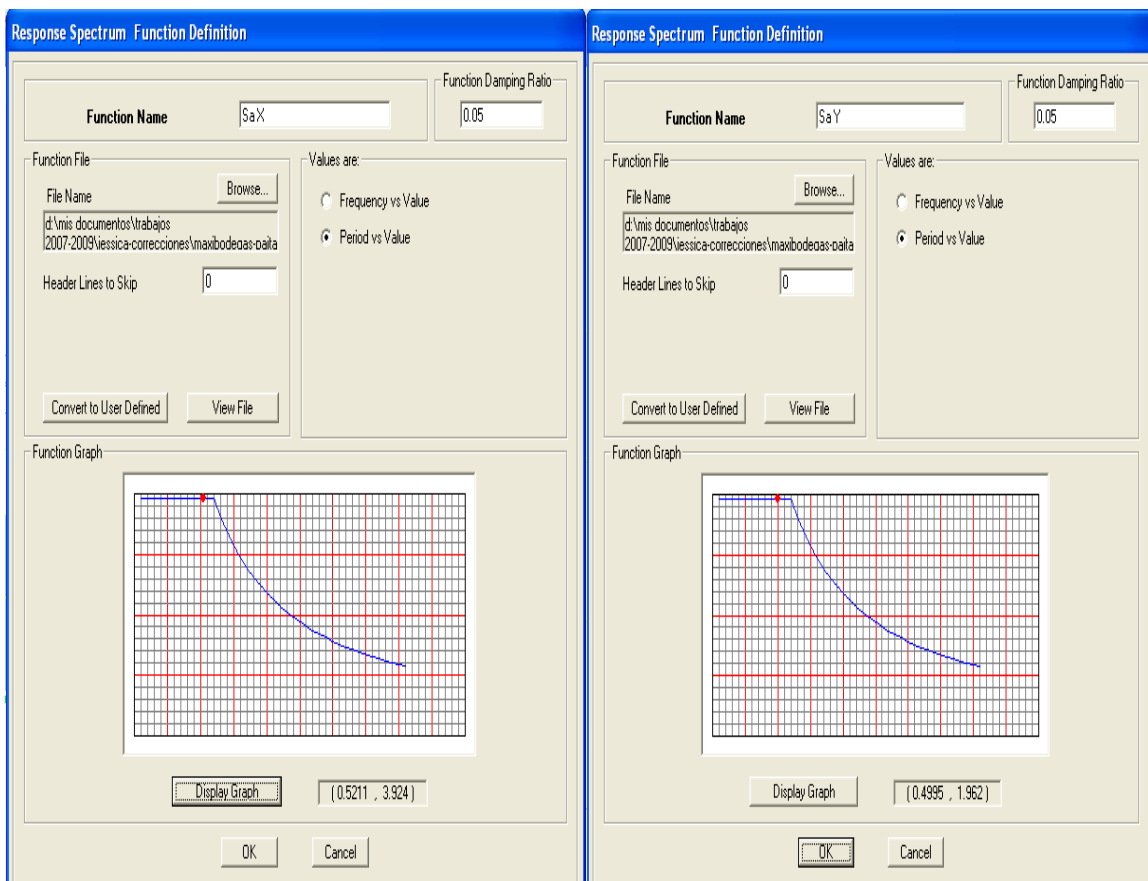 Response Spectrum Function Definition
Function Name
SaX
Function Damping Ratio
0.05
Function File
File Name
Browse...
d:\mis documentos\trabajos
2007-2009\jessica-correcciones\maxibodegas-paita
Header Lines to Skip
0
Convert to User Defined
View File
Values are:
Frequency vs Value
Period vs Value
Function Graph
Display Graph
( 0.5211 , 3.924 )
OK
Cancel
Response Spectrum Function Definition
Function Name
SaY
Function Damping Ratio
0.05
Function File
File Name
Browse...
d:\mis documentos\trabajos
2007-2009\jessica-correcciones\maxibodegas-paita
Header Lines to Skip
0
Convert to User Defined
View File
Values are:
Frequency vs Value
Period vs Value
Function Graph
Display Graph
( 0.4995 , 1.962 )
OK
Cancel